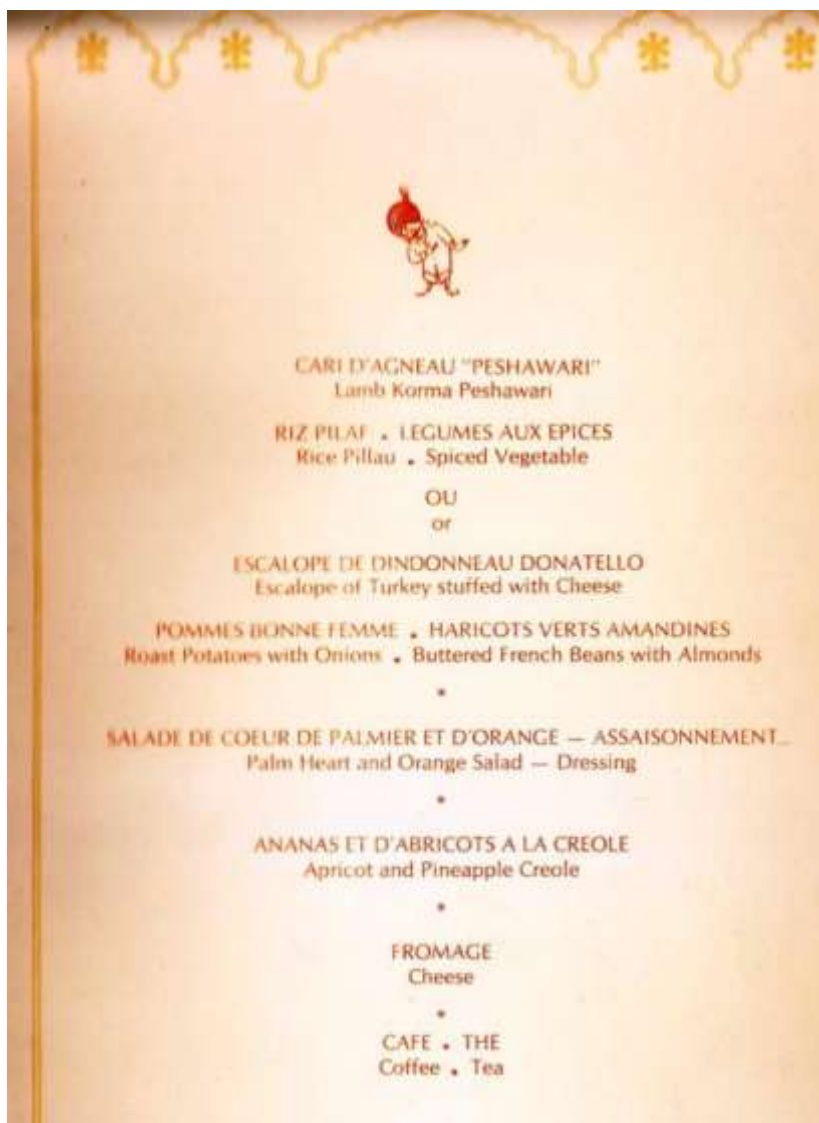 CARI D'AGNEAU "PESHAWARI"
Lamb Korma Peshawari
RIZ PILAF . LEGUMES AUX EPICES
Rice Pillau . Spiced Vegetable
OU
or
ESCALOPE DE DINDONNEAU DONATELLO
Escalope of Turkey stuffed with Cheese
POMMES BONNE FEMME . HARICOTS VERTS AMANDINES
Roast Potatoes with Onions . Buttered French Beans with Almonds
SALADE DE COEUR DE PALMIER ET D'ORANGE — ASSAISONNEMENT
Palm Heart and Orange Salad — Dressing
ANANAS ET D'ABRICOTS A LA CREOLE
Apricot and Pineapple Creole
FROMAGE
Cheese
CAFE . THE
Coffee . Tea